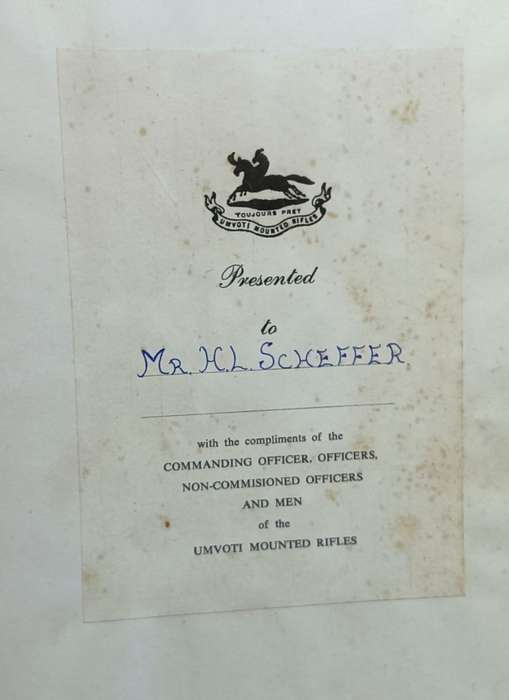 TOUJOURS PRET
UMVOTI MOUNTED RIFLES
Presented
to
MR. H.L. SCHEFFER
with the compliments of the
COMMANDING OFFICER, OFFICERS,
NON-COMMISIONED OFFICERS
AND MEN
of the
UMVOTI MOUNTED RIFLES